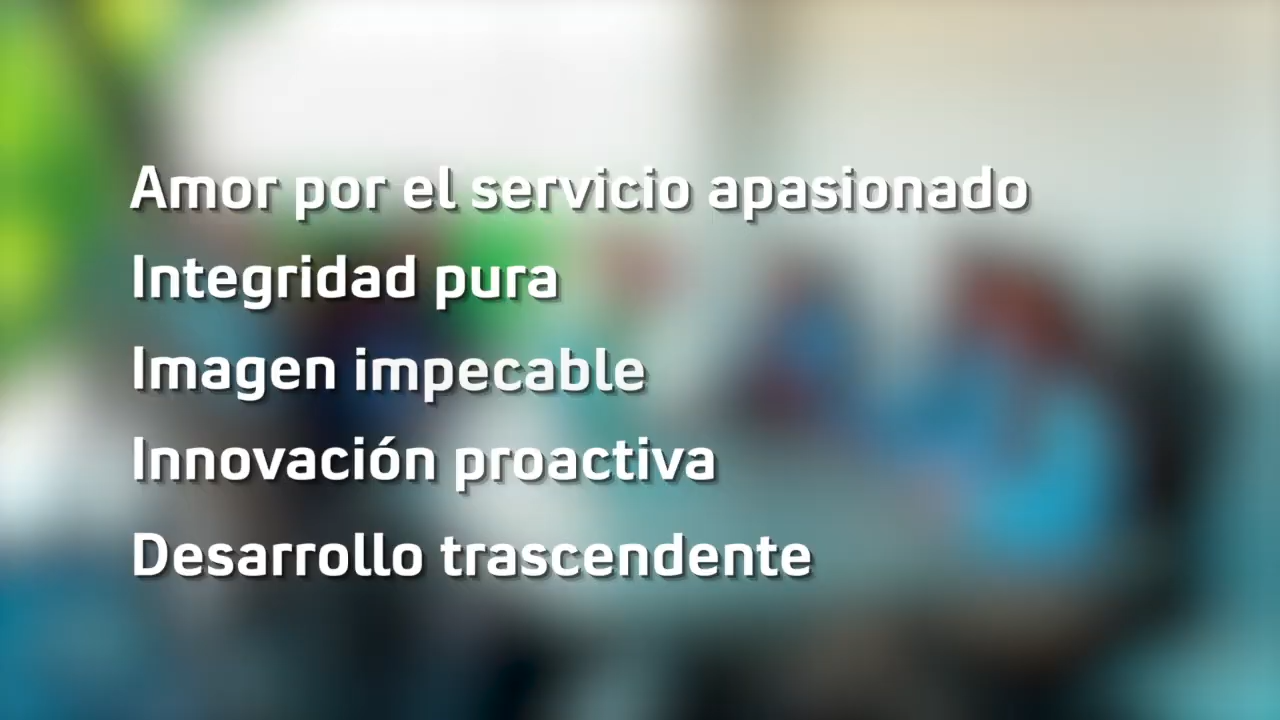 Amor por el servicio apasionado
Integridad pura
Imagen impecable
Innovación proactiva
Desarrollo trascendente